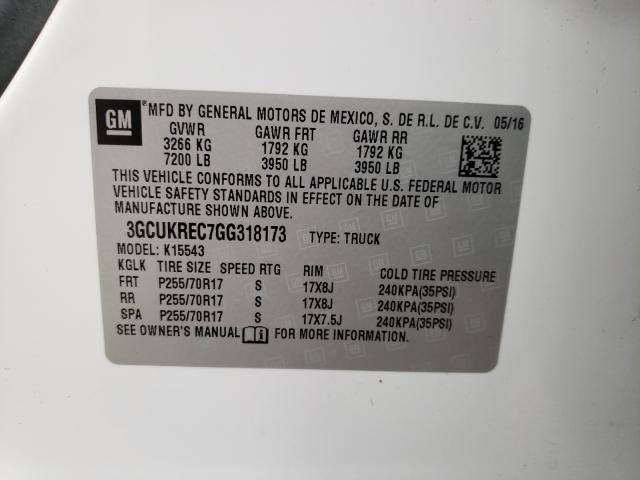 GM
® MFD BY GENERAL MOTORS DE MEXICO, S. DE R.L. DE C.V. 05/16
GVWR GAWR FRT GAWR RR
3266 KG 1792 KG 1792 KG
7200 LB 3950 LB 3950 LB
THIS VEHICLE CONFORMS TO ALL APPLICABLE U.S. FEDERAL MOTOR
VEHICLE SAFETY STANDARDS IN EFFECT ON THE DATE OF
MANUFACTURE SHOWN ABOVE.
3GCUKREC7GG318173 TYPE: TRUCK
MODEL: K15543
KGLK TIRE SIZE SPEED RTG RIM COLD TIRE PRESSURE
FRT P255/70R17 S 17X8J 240KPA(35PSI)
RR P255/70R17 S 17X8J 240KPA(35PSI)
SPA P255/70R17 S 17X7.5J 240KPA(35PSI)
SEE OWNER'S MANUAL FOR MORE INFORMATION.